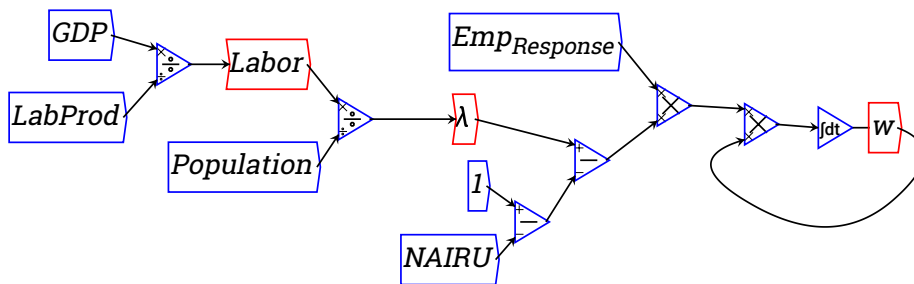 GDP
LabProd
÷
Labor
Population
÷
λ
Emp_Response
1
NAIRU
−
−
×
×
∫dt
w